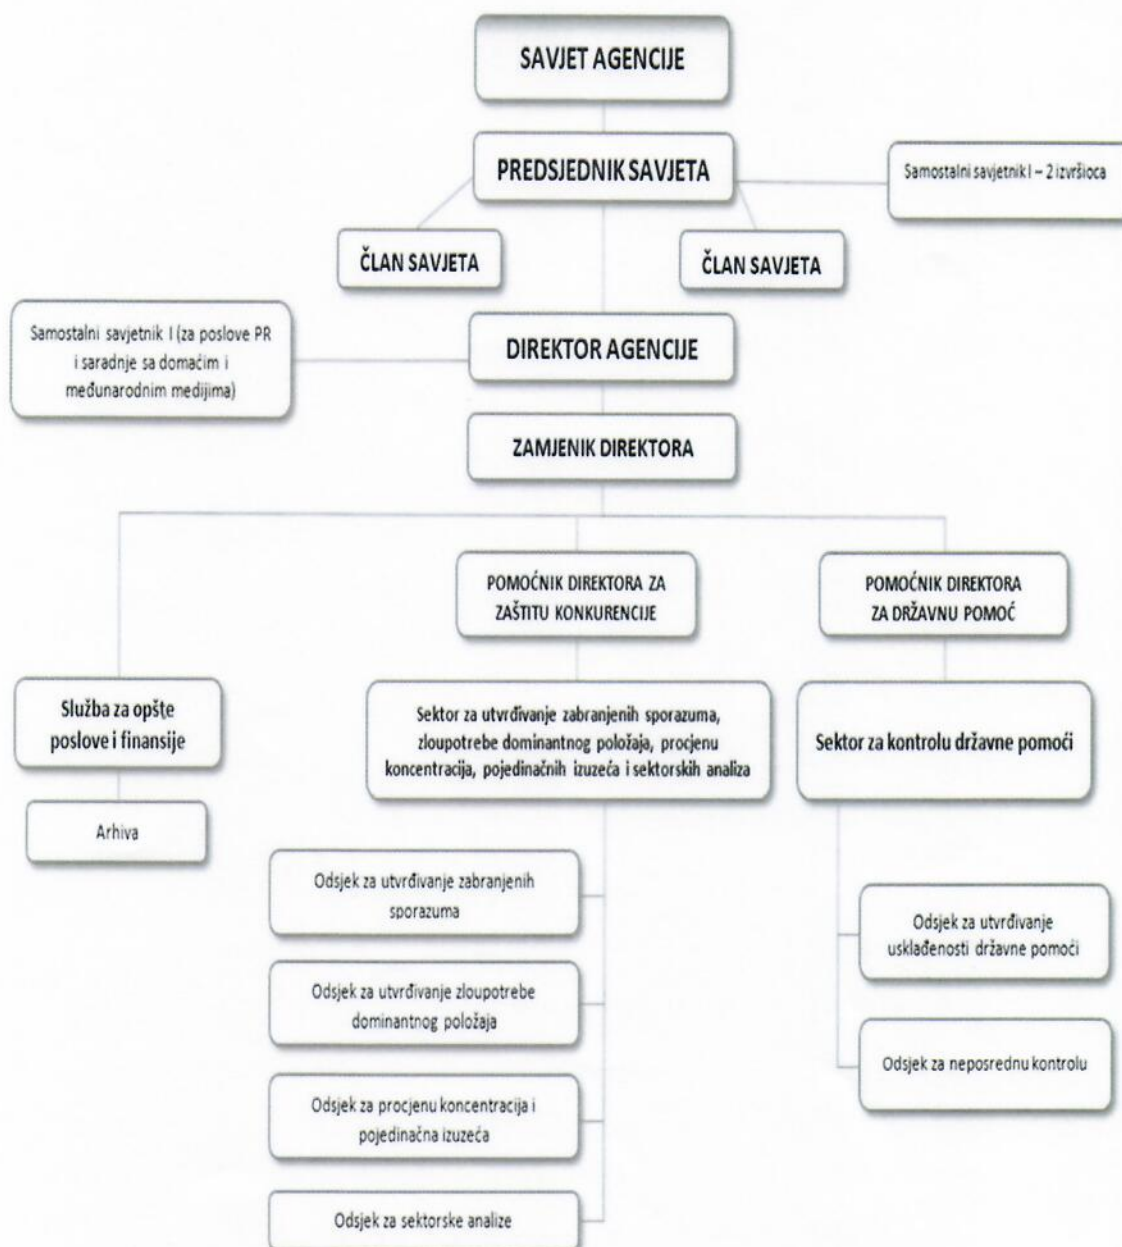 SAVJET AGENCIJE
PREDSJEDNIK SAVJETA
Samostalni savjetnik I – 2 izvršioca
ČLAN SAVJETA
ČLAN SAVJETA
Samostalni savjetnik I (za poslove PR
i saradnje sa domaćim i
međunarodnim medijima)
DIREKTOR AGENCIJE
ZAMJENIK DIREKTORA
POMOĆNIK DIREKTORA ZA
ZAŠTITU KONKURENCIJE
POMOĆNIK DIREKTORA
ZA DRŽAVNU POMOĆ
Služba za opšte
poslove i finansije
Sektor za utvrđivanje zabranjenih sporazuma,
zloupotrebe dominantnog položaja, procjenu
koncentracija, pojedinačnih izuzeća i sektorskih analiza
Sektor za kontrolu državne pomoći
Arhiva
Odsjek za utvrđivanje zabranjenih
sporazuma
Odsjek za utvrđivanje zloupotrebe
dominantnog položaja
Odsjek za procjenu koncentracija i
pojedinačna izuzeća
Odsjek za sektorske analize
Odsjek za utvrđivanje
usklađenosti državne pomoći
Odsjek za neposrednu kontrolu